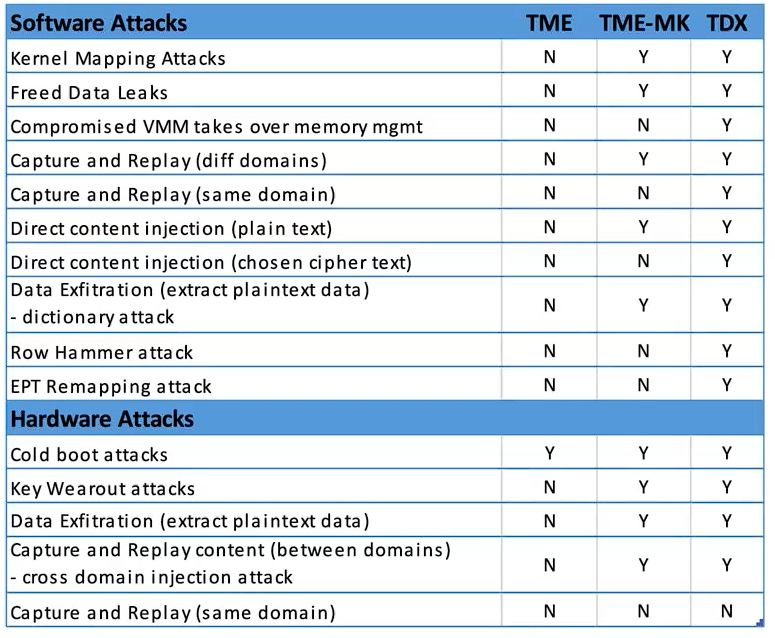 Software Attacks TME TME-MK TDX
Kernel Mapping Attacks N Y Y
Freed Data Leaks N Y Y
Compromised VMM takes over memory mgmt N N Y
Capture and Replay (diff domains) N Y Y
Capture and Replay (same domain) N N Y
Direct content injection (plain text) N Y Y
Direct content injection (chosen cipher text) N N Y
Data Exfitration (extract plaintext data)
- dictionary attack N Y Y
Row Hammer attack N N Y
EPT Remapping attack N N Y
Hardware Attacks
Cold boot attacks Y Y Y
Key Wearout attacks N Y Y
Data Exfitration (extract plaintext data) N Y Y
Capture and Replay content (between domains)
- cross domain injection attack N Y Y
Capture and Replay (same domain) N N N